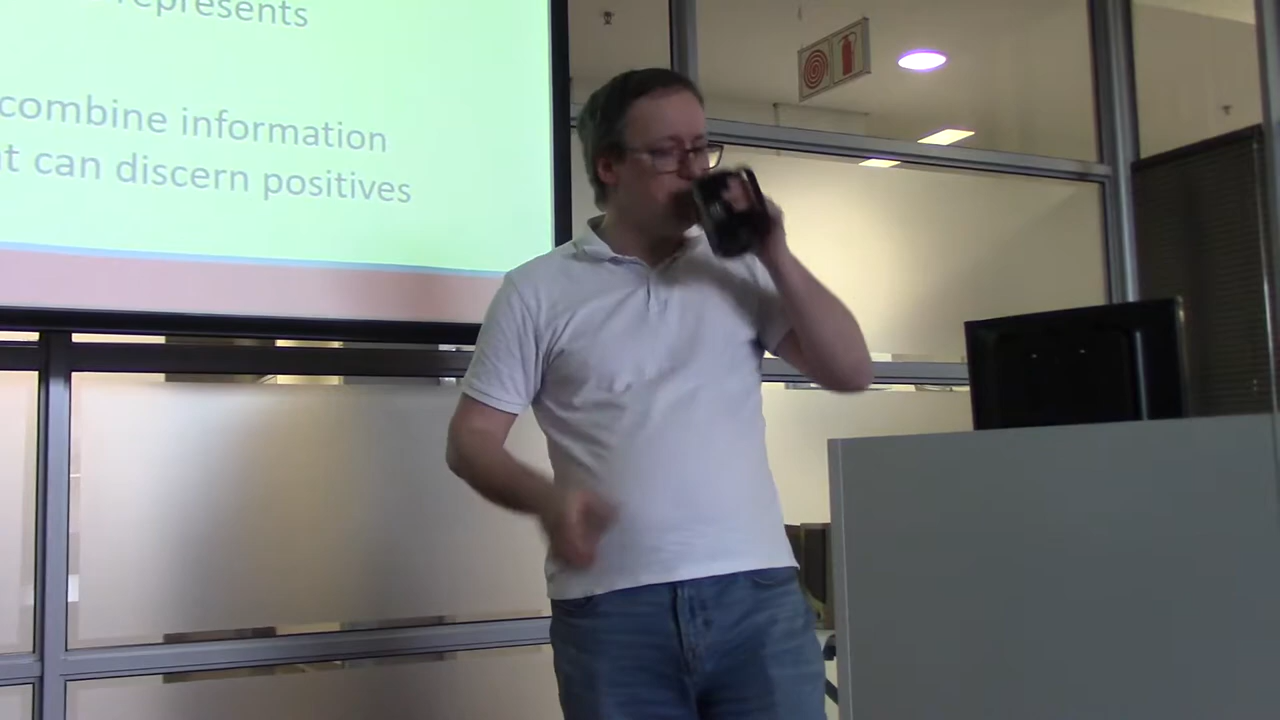 represents
combine information
t can discern positives